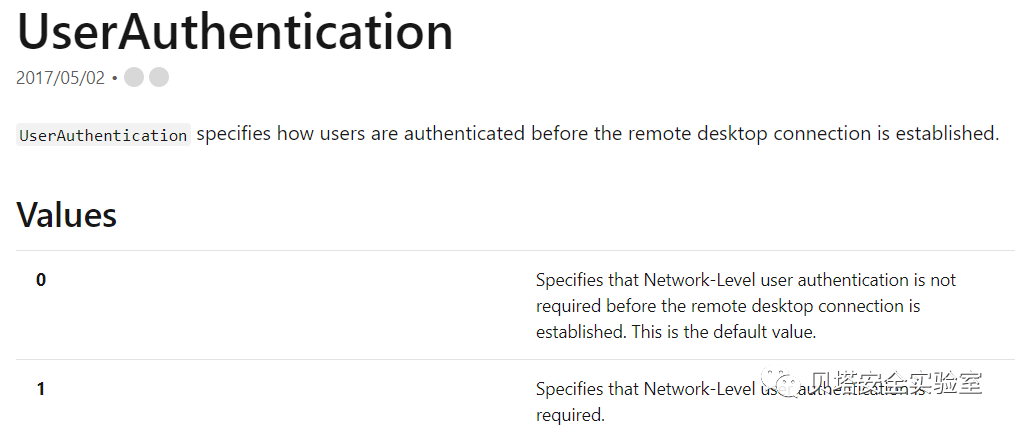 UserAuthentication
2017/05/02 •
UserAuthentication specifies how users are authenticated before the remote desktop connection is established.
Values
0
Specifies that Network-Level user authentication is not
required before the remote desktop connection is
established. This is the default value.
1
Specifies that Network-Level user authentication is
required.
贝塔安全实验室